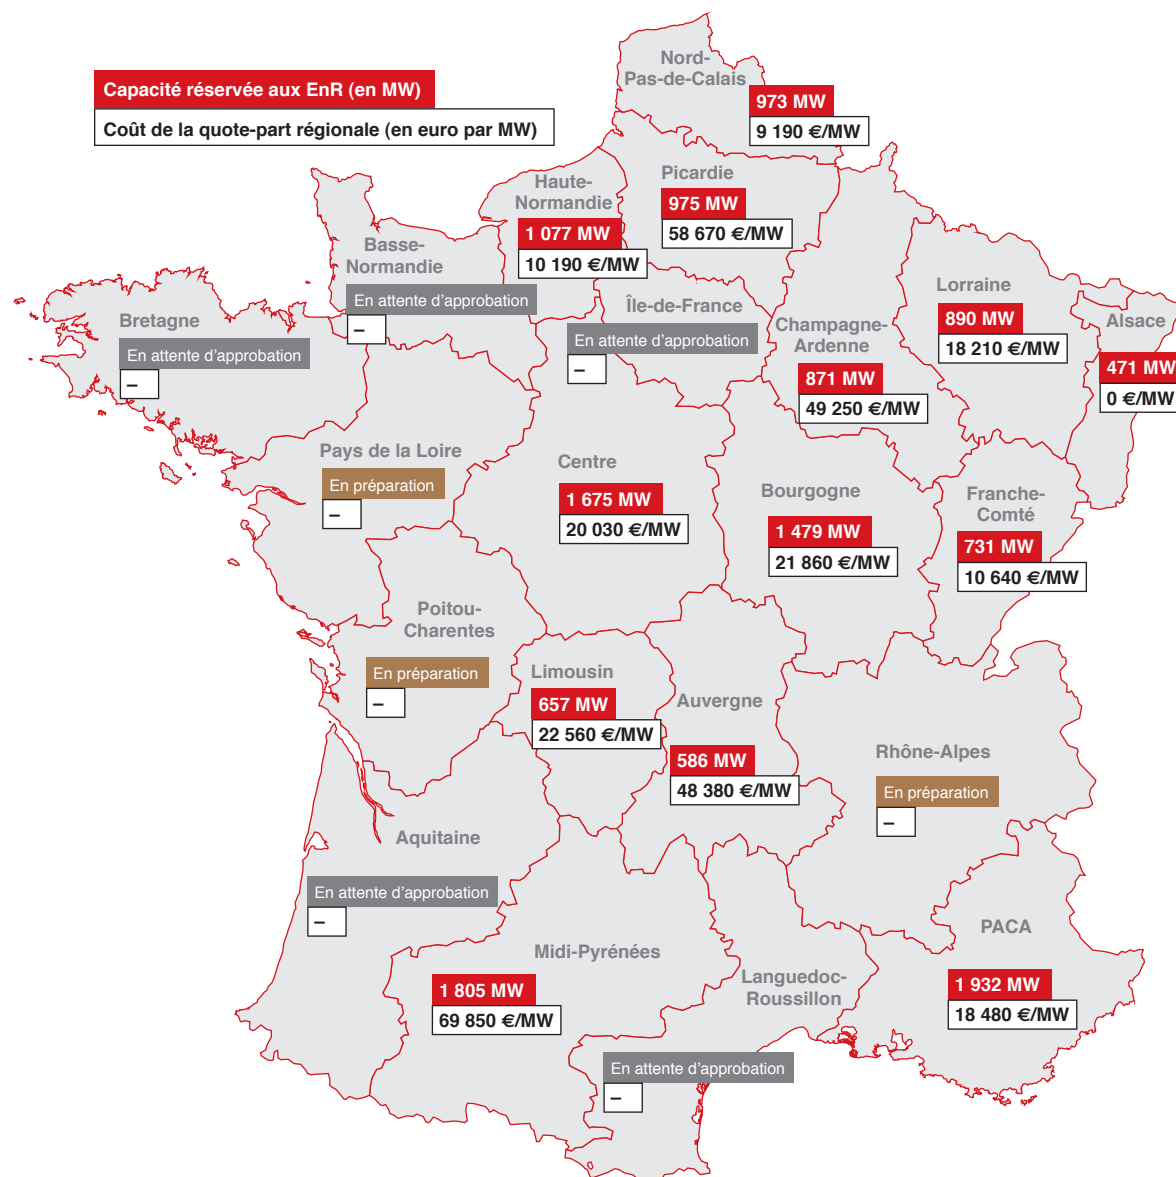 Capacité réservée aux EnR (en MW)
Coût de la quote-part régionale (en euro par MW)
Nord-
Pas-de-Calais
973 MW
9 190 €/MW
Picardie
975 MW
58 670 €/MW
Haute-
Normandie
1 077 MW
10 190 €/MW
Basse-
Normandie
En attente d’approbation
–
Bretagne
En attente d’approbation
–
Île-de-France
En attente d’approbation
–
Champagne-
Ardenne
871 MW
49 250 €/MW
Lorraine
890 MW
18 210 €/MW
Alsace
471 MW
0 €/MW
Pays de la Loire
En préparation
–
Centre
1 675 MW
20 030 €/MW
Bourgogne
1 479 MW
21 860 €/MW
Franche-
Comté
731 MW
10 640 €/MW
Poitou-
Charentes
En préparation
–
Limousin
657 MW
22 560 €/MW
Auvergne
586 MW
48 380 €/MW
Rhône-Alpes
En préparation
–
Aquitaine
En attente d’approbation
–
Midi-Pyrénées
1 805 MW
69 850 €/MW
Languedoc-
Roussillon
En attente d’approbation
–
PACA
1 932 MW
18 480 €/MW